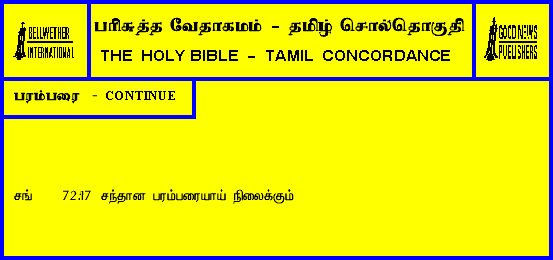 BELLWETHER
INTERNATIONAL
பரிசுத்த வேதாகமம் - தமிழ் சொல்தொகுதி
THE HOLY BIBLE - TAMIL CONCORDANCE
GOOD NEWS
PUBLISHERS
பரம்பரை - CONTINUE
சங் 72:17 சந்தான பரம்பரையாய் நிலைக்கும்